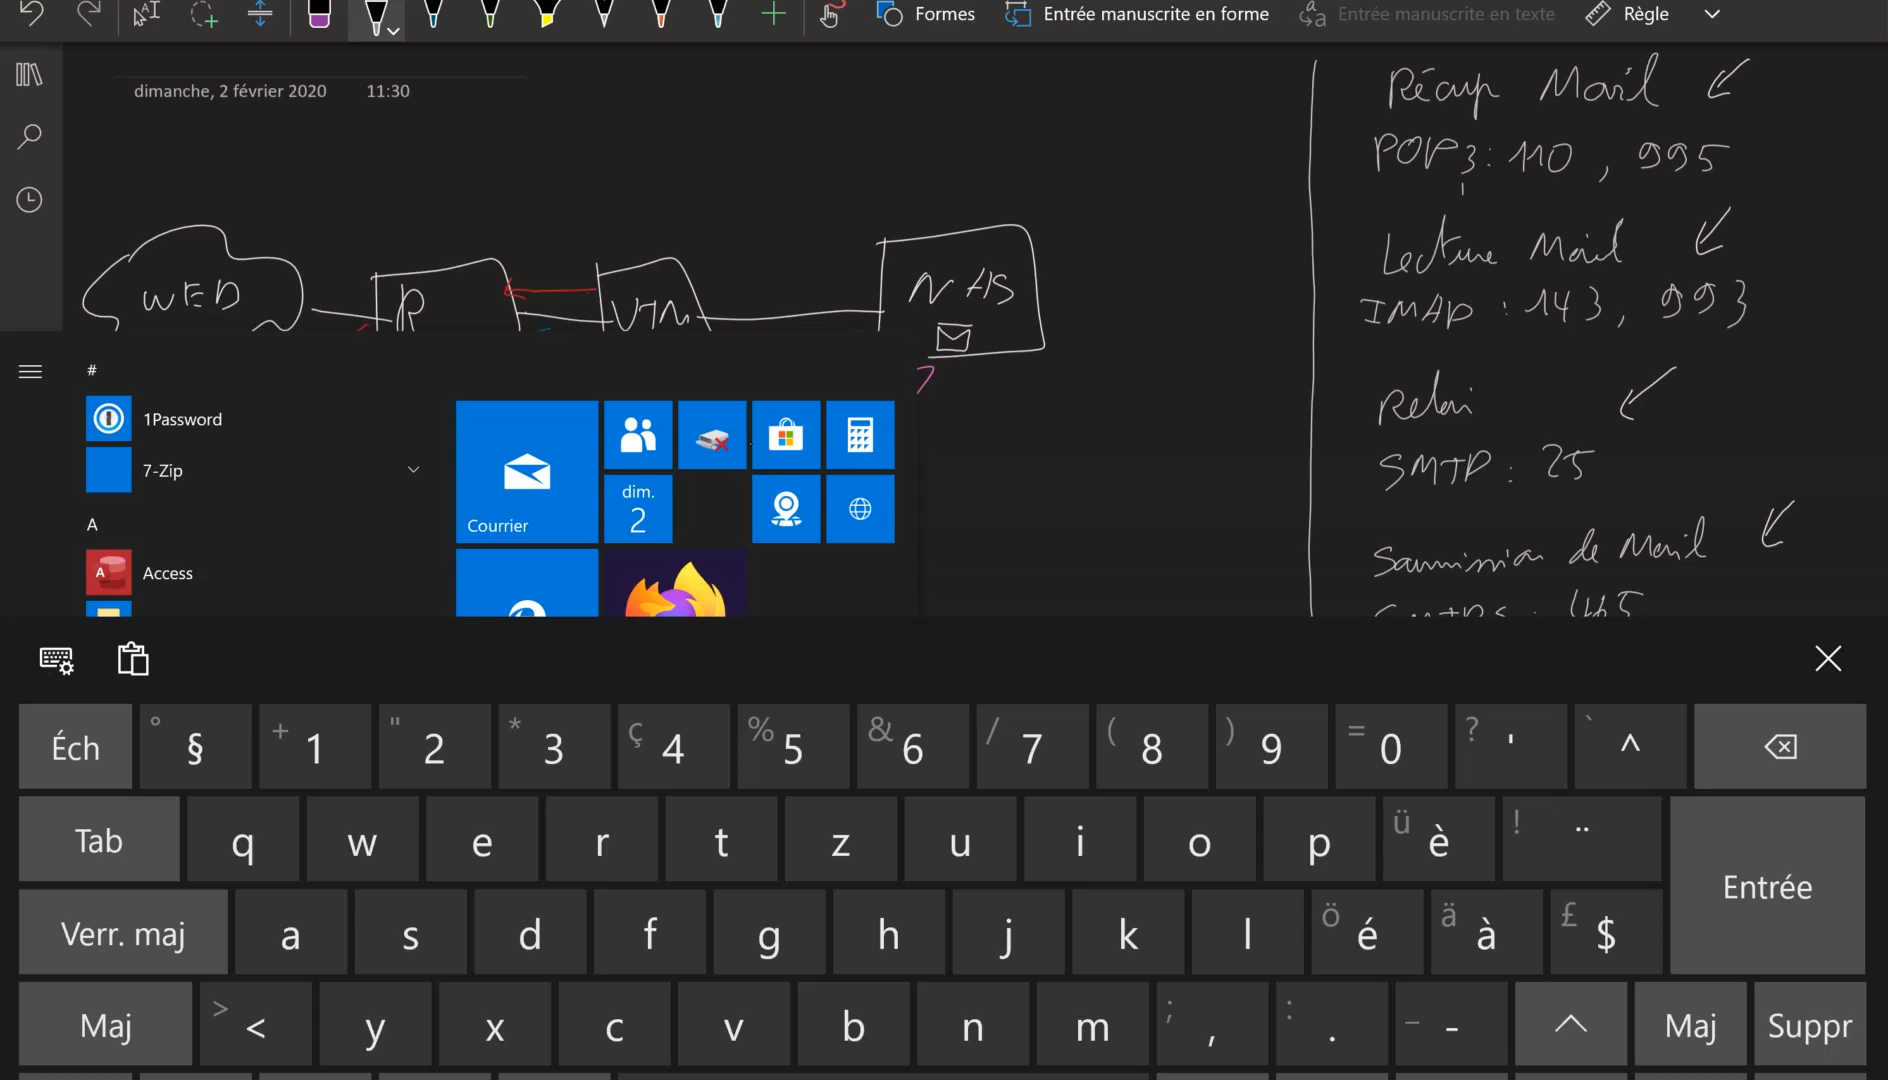 Formes Entrée manuscrite en forme Entrée manuscrite en texte Règle
dimanche, 2 février 2020 11:30
Récup Mail
POP3: 110, 995
Lecture Mail
IMAP : 143, 993
Relai
SMTP : 25
Soumission de Mail
SMTPS : 465
WEB
R
UTM
NAS
#
1Password
7-Zip
A
Access
Courrier
dim.
2
Éch ° § + 1 " 2 * 3 ç 4 % 5 & 6 / 7 ( 8 ) 9 = 0 ? ' ` ^
Tab q w e r t z u i o p ü è ! ¨
Entrée
Verr. maj a s d f g h j k l ö é ä à £ $
Maj > < y x c v b n m ; , : . _ - Maj Suppr